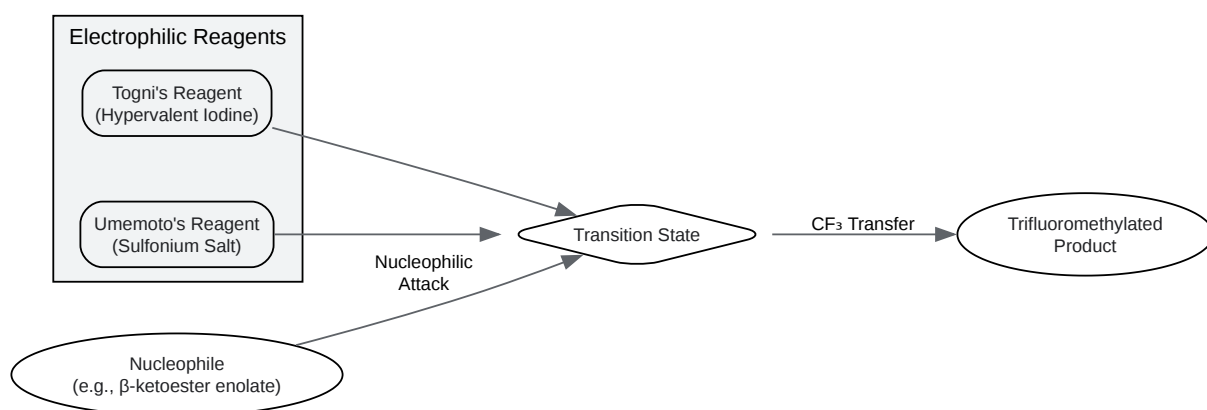 Electrophilic Reagents
Togni's Reagent
(Hypervalent Iodine)
Umemoto's Reagent
(Sulfonium Salt)
Nucleophilic
Attack
Transition State
CF₃ Transfer
Trifluoromethylated
Product
Nucleophile
(e.g., β-ketoester enolate)